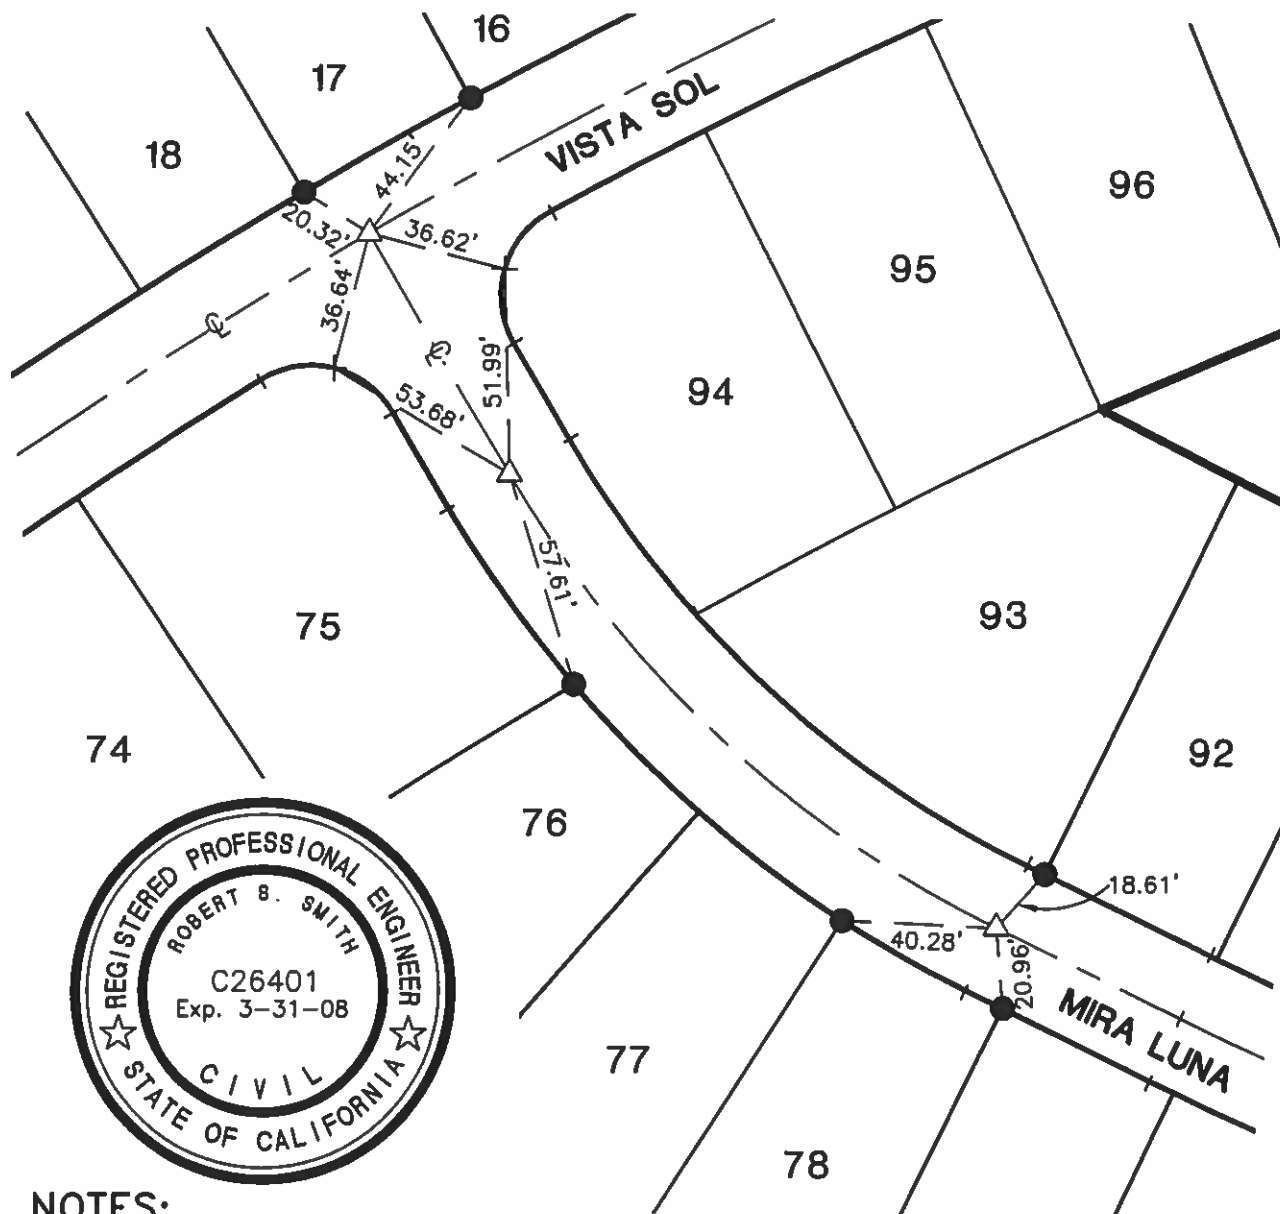 16
17
18
VISTA SOL
44.15'
20.32'
36.62'
36.64'
℄
℄
51.99'
53.68'
57.61'
96
95
94
93
92
75
74
76
77
78
18.61'
40.28'
20.96'
MIRA LUNA
REGISTERED PROFESSIONAL ENGINEER
ROBERT S. SMITH
C26401
Exp. 3-31-08
CIVIL
STATE OF CALIFORNIA
NOTES: